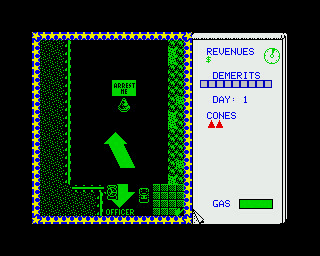 ARREST
ME
OFFICER
REVENUES
$
DEMERITS
DAY: 1
CONES
GAS